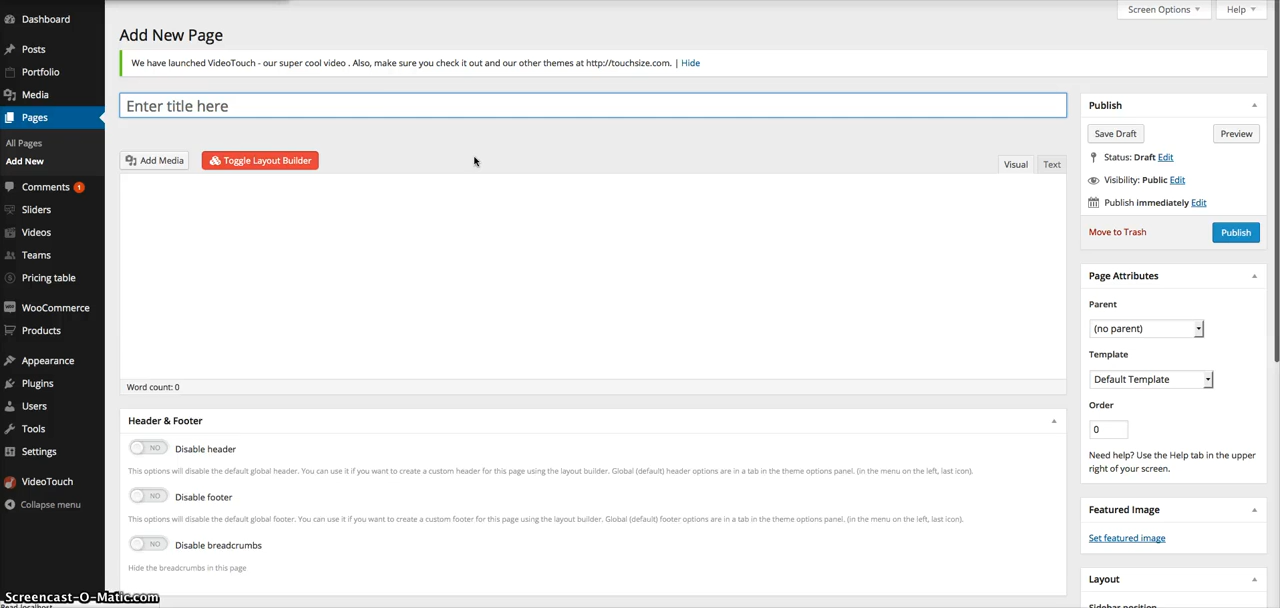 Dashboard
Posts
Portfolio
Media
Pages
All Pages
Add New
Comments 1
Sliders
Videos
Teams
Pricing table
WooCommerce
Products
Appearance
Plugins
Users
Tools
Settings
VideoTouch
Collapse menu
Screen Options
Help
Add New Page
We have launched VideoTouch - our super cool video . Also, make sure you check it out and our other themes at http://touchsize.com. | Hide
Enter title here
Add Media
Toggle Layout Builder
Visual
Text
Word count: 0
Header & Footer
NO Disable header
This options will disable the default global header. You can use it if you want to create a custom header for this page using the layout builder. Global (default) header options are in a tab in the theme options panel. (in the menu on the left, last icon).
NO Disable footer
This options will disable the default global footer. You can use it if you want to create a custom footer for this page using the layout builder. Global (default) footer options are in a tab in the theme options panel. (in the menu on the left, last icon).
NO Disable breadcrumbs
Hide the breadcrumbs in this page
Publish
Save Draft
Preview
Status: Draft Edit
Visibility: Public Edit
Publish immediately Edit
Move to Trash
Publish
Page Attributes
Parent
(no parent)
Template
Default Template
Order
0
Need help? Use the Help tab in the upper
right of your screen.
Featured Image
Set featured image
Layout
Sidebar position
Screencast-O-Matic.com
Read localhost